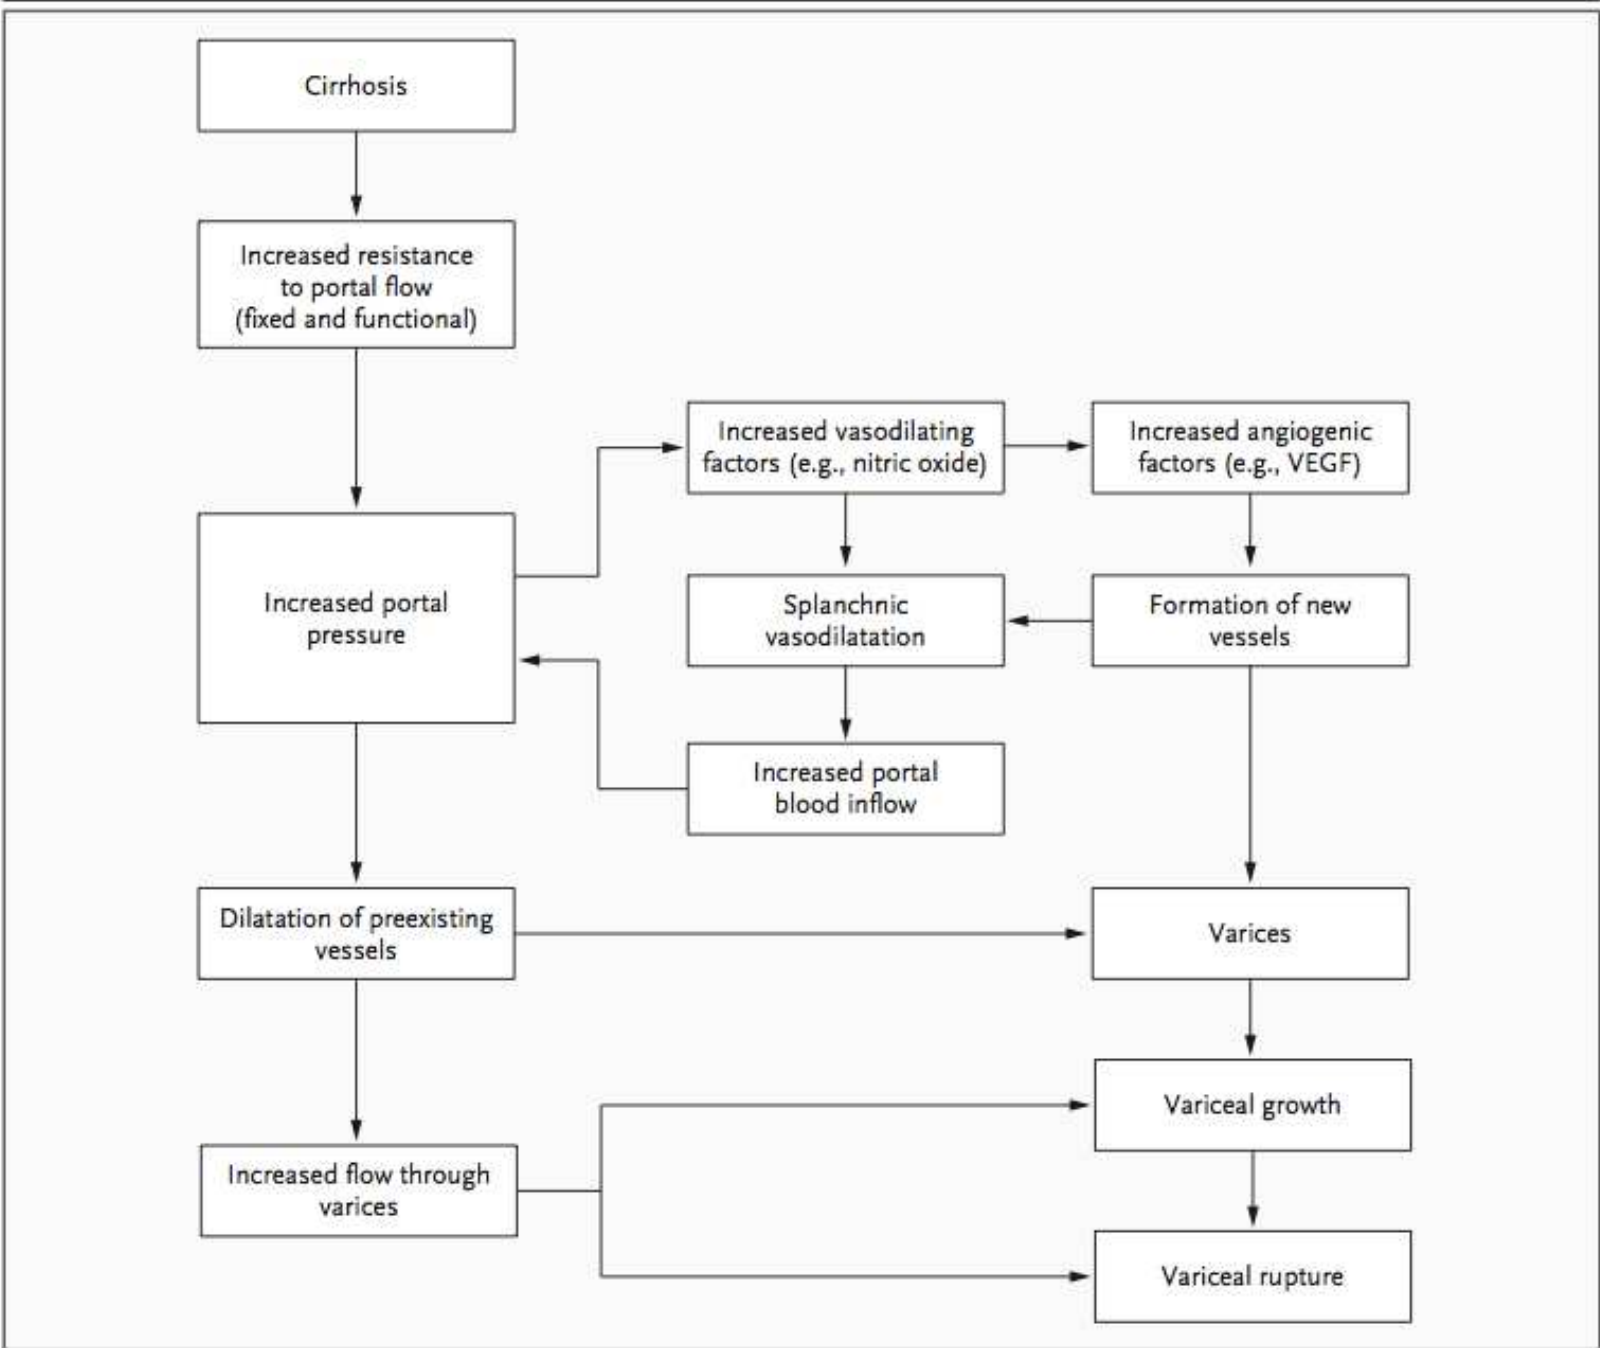 Cirrhosis
Increased resistance
to portal flow
(fixed and functional)
Increased vasodilating
factors (e.g., nitric oxide)
Increased angiogenic
factors (e.g., VEGF)
Increased portal
pressure
Splanchnic
vasodilatation
Formation of new
vessels
Increased portal
blood inflow
Dilatation of preexisting
vessels
Varices
Variceal growth
Increased flow through
varices
Variceal rupture